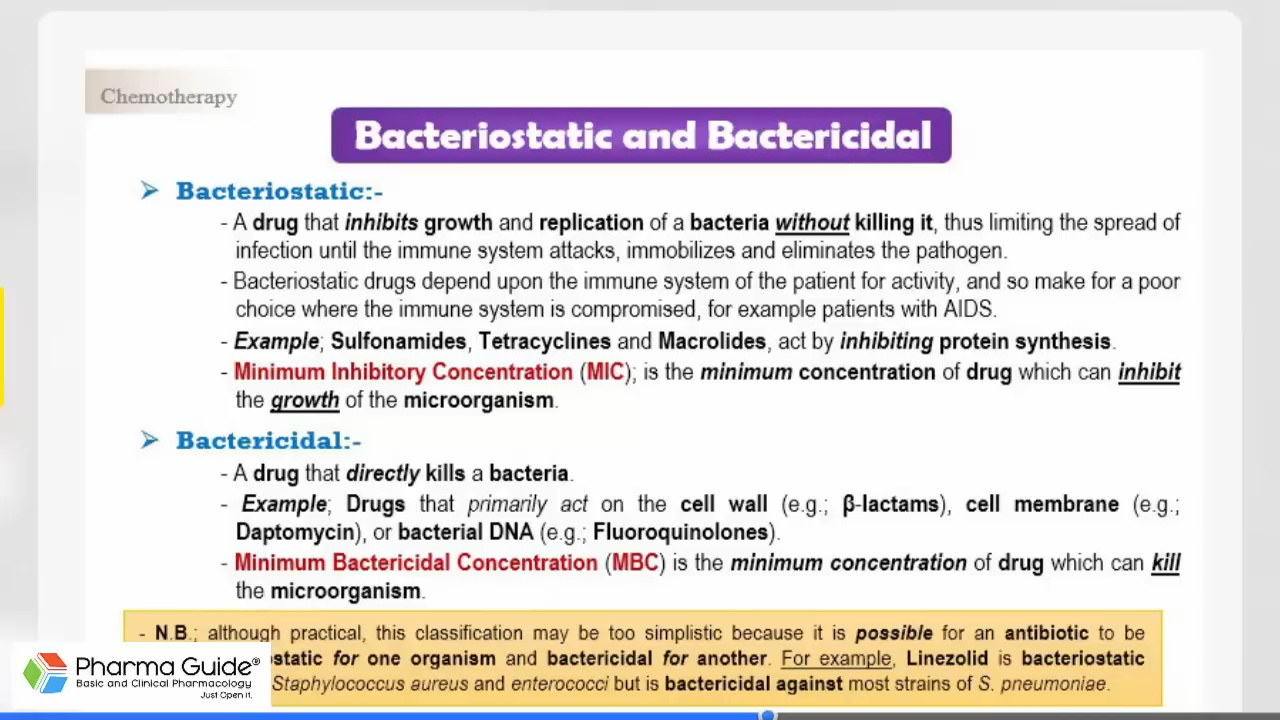 Chemotherapy
Bacteriostatic and Bactericidal
➢ Bacteriostatic:-
- A drug that inhibits growth and replication of a bacteria without killing it, thus limiting the spread of
infection until the immune system attacks, immobilizes and eliminates the pathogen.
- Bacteriostatic drugs depend upon the immune system of the patient for activity, and so make for a poor
choice where the immune system is compromised, for example patients with AIDS.
- Example; Sulfonamides, Tetracyclines and Macrolides, act by inhibiting protein synthesis.
- Minimum Inhibitory Concentration (MIC); is the minimum concentration of drug which can inhibit
the growth of the microorganism.
➢ Bactericidal:-
- A drug that directly kills a bacteria.
- Example; Drugs that primarily act on the cell wall (e.g.; β-lactams), cell membrane (e.g.;
Daptomycin), or bacterial DNA (e.g.; Fluoroquinolones).
- Minimum Bactericidal Concentration (MBC) is the minimum concentration of drug which can kill
the microorganism.
- N.B.; although practical, this classification may be too simplistic because it is possible for an antibiotic to be
static for one organism and bactericidal for another. For example, Linezolid is bacteriostatic
Staphylococcus aureus and enterococci but is bactericidal against most strains of S. pneumoniae.
Pharma Guide®
Basic and Clinical Pharmacology
Just Open it.